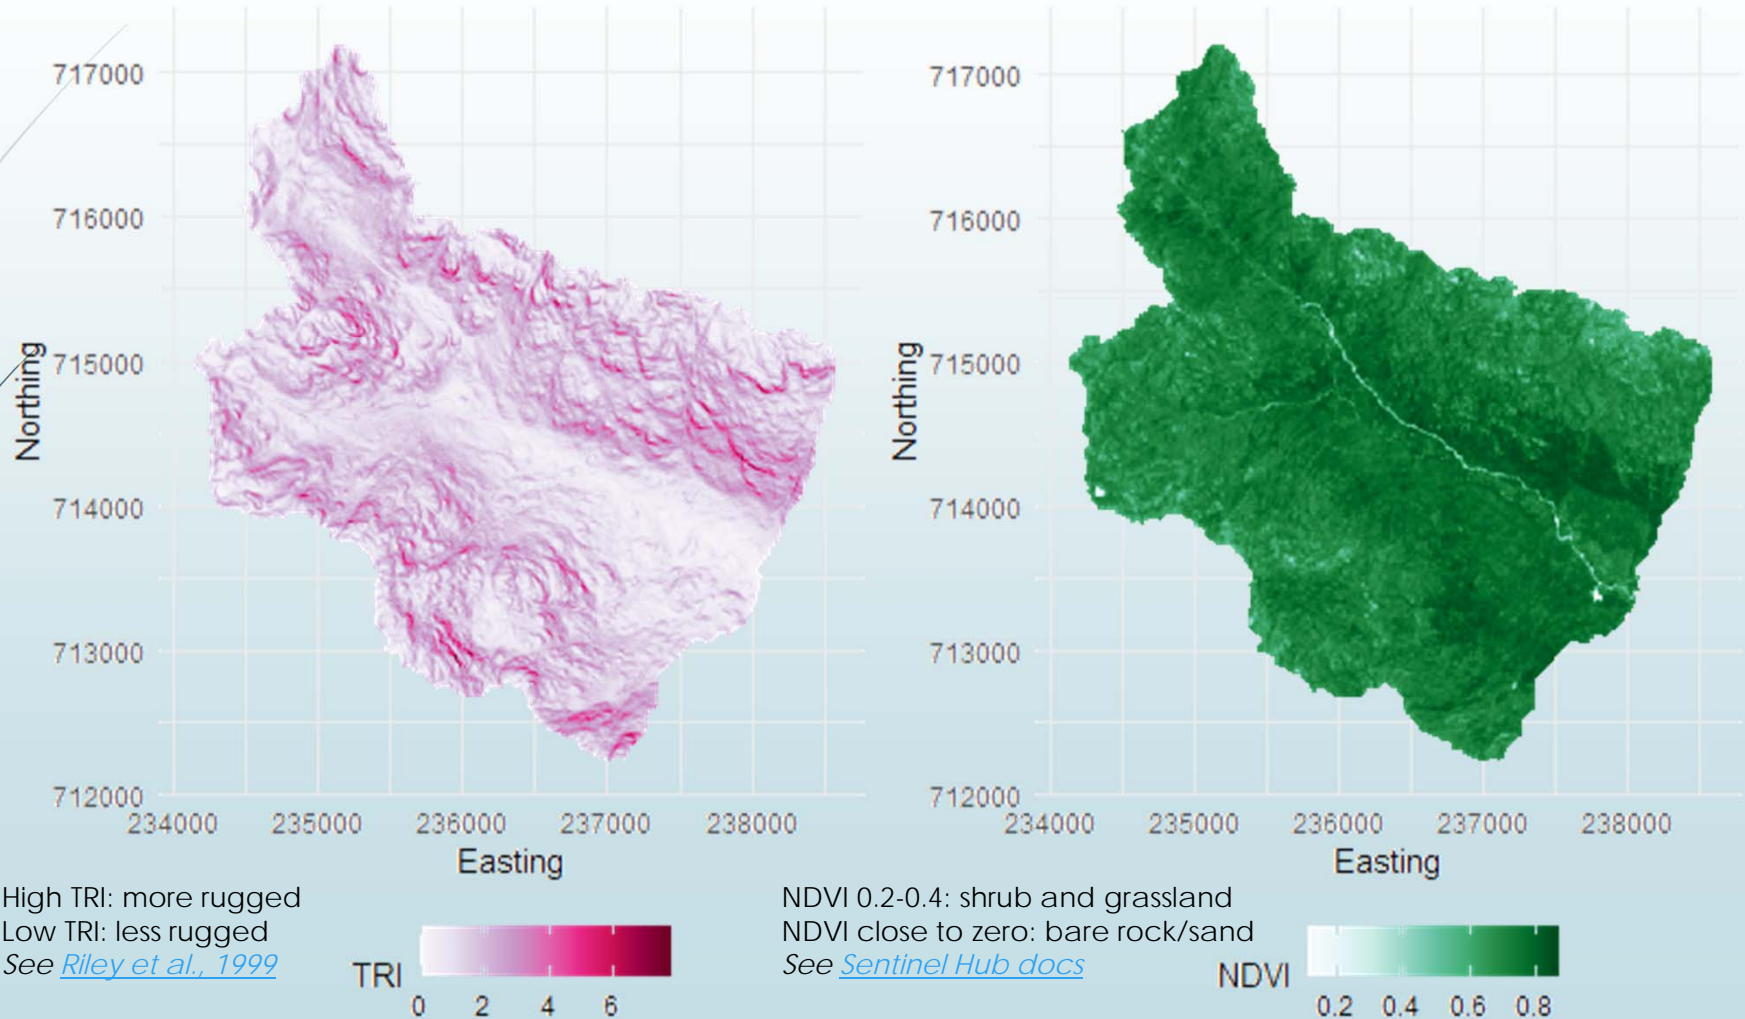 717000
716000
715000
714000
713000
712000
Northing
234000 235000 236000 237000 238000
Easting
717000
716000
715000
714000
713000
712000
Northing
234000 235000 236000 237000 238000
Easting
High TRI: more rugged
Low TRI: less rugged
See Riley et al., 1999
TRI
0 2 4 6
NDVI 0.2-0.4: shrub and grassland
NDVI close to zero: bare rock/sand
See Sentinel Hub docs
NDVI
0.2 0.4 0.6 0.8